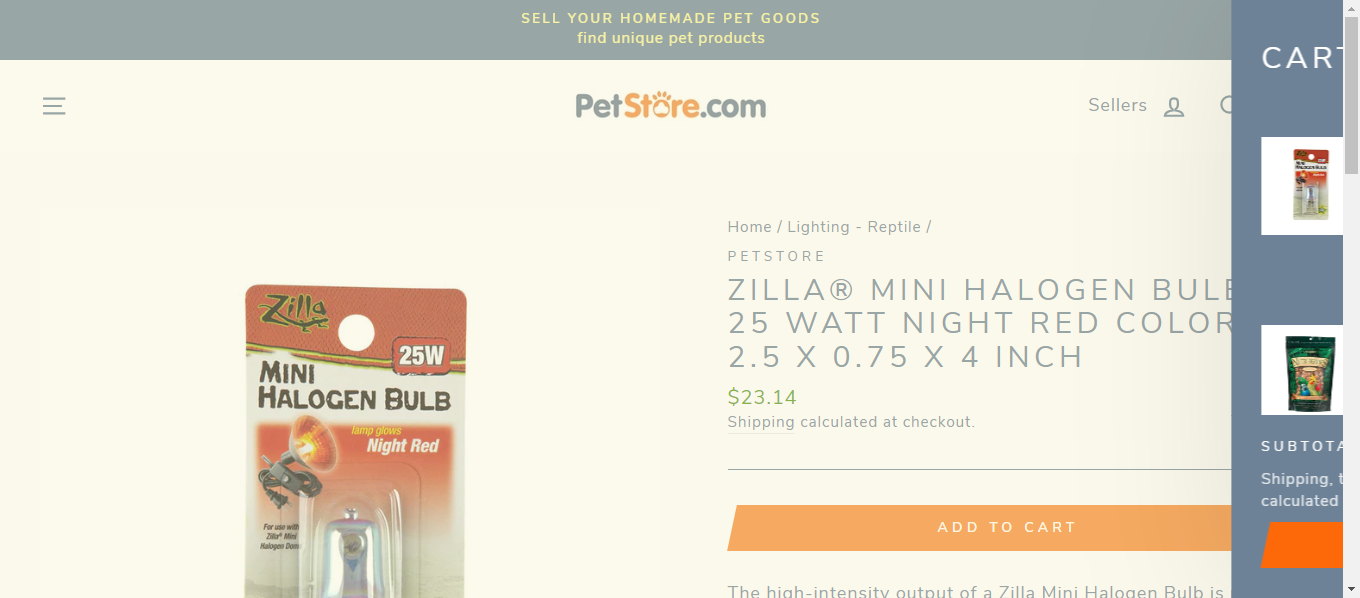 SELL YOUR HOMEMADE PET GOODS
find unique pet products
PetStore.com
Sellers
CART
Home / Lighting - Reptile /
PETSTORE
ZILLA® MINI HALOGEN BULB
25 WATT NIGHT RED COLOR
2.5 X 0.75 X 4 INCH
$23.14
Shipping calculated at checkout.
ADD TO CART
The high-intensity output of a Zilla Mini Halogen Bulb is
Zilla
25W
MINI
HALOGEN BULB
lamp glows
Night Red
For use with
Zilla® Mini
Halogen Dome
SUBTOTA
Shipping, t
calculated